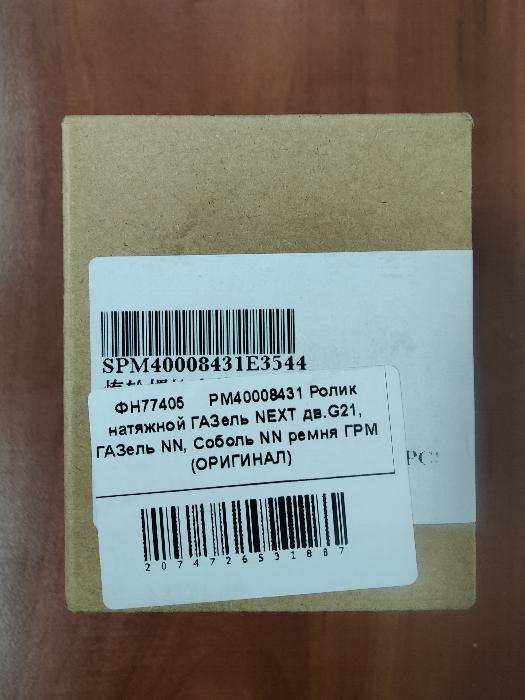 SPM40008431E3544
ФН77405 PM40008431 Ролик
натяжной ГАЗель NEXT дв.G21,
ГАЗель NN, Соболь NN ремня ГРМ
(ОРИГИНАЛ)
2074726531887